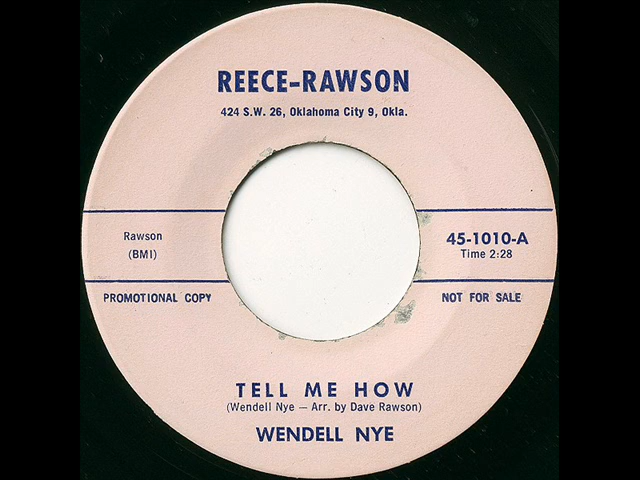 REECE-RAWSON
424 S.W. 26, Oklahoma City 9, Okla.
Rawson
(BMI)
45-1010-A
Time 2:28
PROMOTIONAL COPY
NOT FOR SALE
TELL ME HOW
(Wendell Nye — Arr. by Dave Rawson)
WENDELL NYE